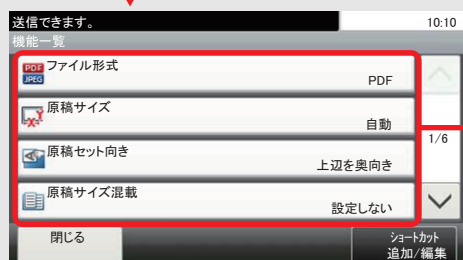 送信できます。
10:10
機能一覧
PDF
JPEG
ファイル形式
PDF
原稿サイズ
自動
原稿セット向き
上辺を奥向き
原稿サイズ混載
設定しない
1/6
閉じる
ショートカット
追加/編集